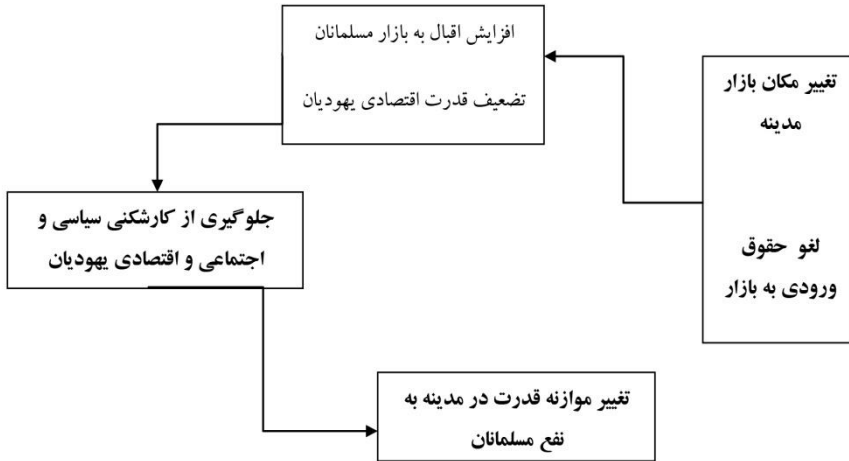 تغییر مکان بازار
مدینه
لغو حقوق
ورودی به بازار
افزایش اقبال به بازار مسلمانان
تضعیف قدرت اقتصادی یهودیان
جلوگیری از کارشکنی سیاسی و
اجتماعی و اقتصادی یهودیان
تغییر موازنه قدرت در مدینه به
نفع مسلمانان